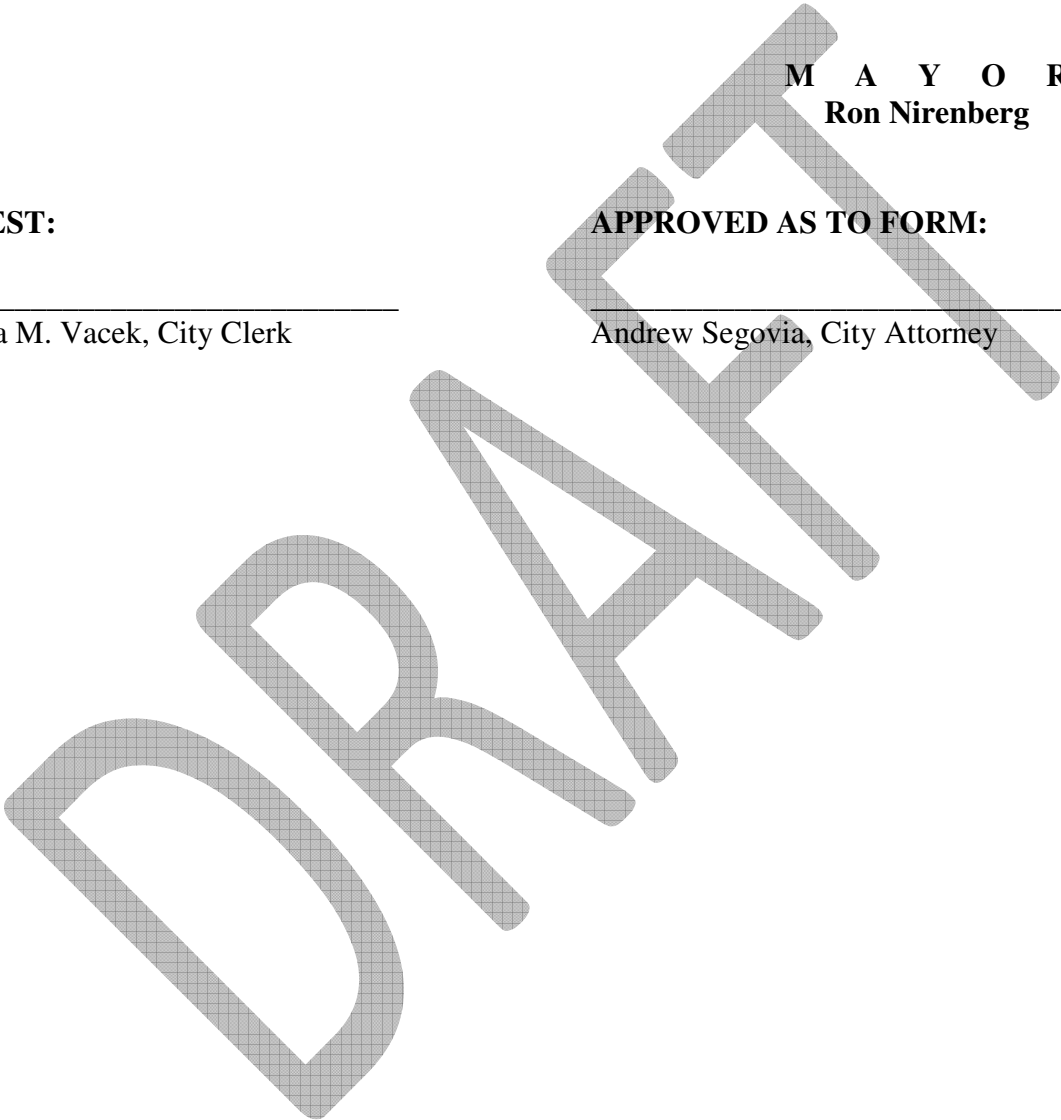 M A Y O R
Ron Nirenberg
EST: APPROVED AS TO FORM:
a M. Vacek, City Clerk Andrew Segovia, City Attorney
DRAFT